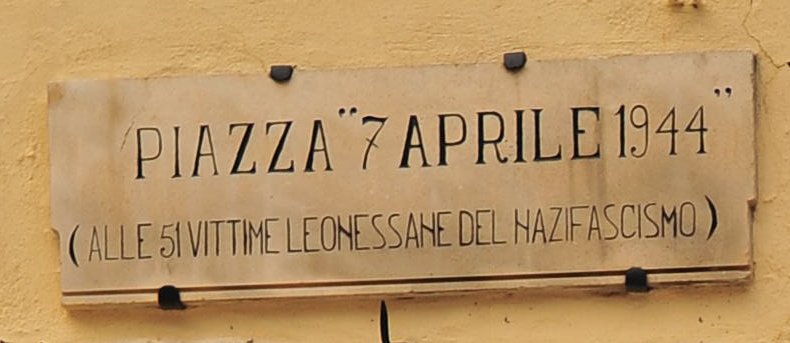 PIAZZA "7 APRILE 1944"
(ALLE 51 VITTIME LEONESSANE DEL NAZIFASCISMO)